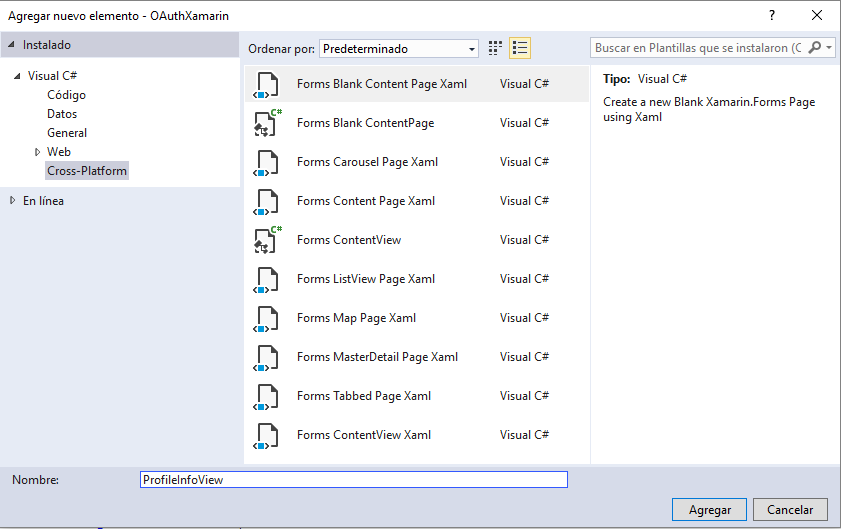 Agregar nuevo elemento - OAuthXamarin
Instalado
Visual C#
Código
Datos
General
Web
Cross-Platform
En línea
Ordenar por: Predeterminado
Forms Blank Content Page Xaml Visual C#
Forms Blank ContentPage Visual C#
Forms Carousel Page Xaml Visual C#
Forms Content Page Xaml Visual C#
Forms ContentView Visual C#
Forms ListView Page Xaml Visual C#
Forms Map Page Xaml Visual C#
Forms MasterDetail Page Xaml Visual C#
Forms Tabbed Page Xaml Visual C#
Forms ContentView Xaml Visual C#
Buscar en Plantillas que se instalaron (C
Tipo: Visual C#
Create a new Blank Xamarin.Forms Page
using Xaml
Nombre: ProfileInfoView
Agregar Cancelar